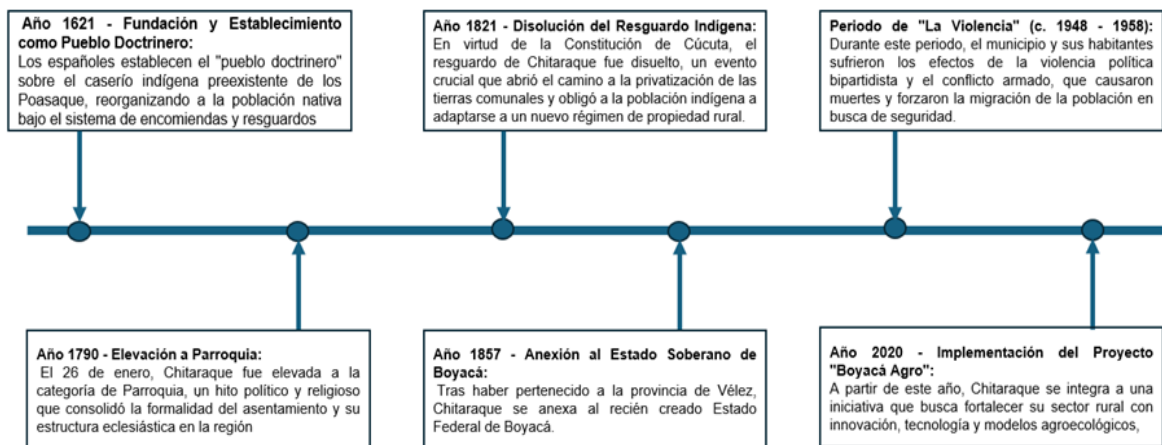 Año 1621 - Fundación y Establecimiento
como Pueblo Doctrinero:
Los españoles establecen el "pueblo doctrinero"
sobre el caserío indígena preexistente de los
Poasaque, reorganizando a la población nativa
bajo el sistema de encomiendas y resguardos
Año 1821 - Disolución del Resguardo Indígena:
En virtud de la Constitución de Cúcuta, el
resguardo de Chitaraque fue disuelto, un evento
crucial que abrió el camino a la privatización de las
tierras comunales y obligó a la población indígena a
adaptarse a un nuevo régimen de propiedad rural.
Periodo de "La Violencia" (c. 1948 - 1958):
Durante este periodo, el municipio y sus habitantes
sufrieron los efectos de la violencia política
bipartidista y el conflicto armado, que causaron
muertes y forzaron la migración de la población en
busca de seguridad.
Año 1790 - Elevación a Parroquia:
El 26 de enero, Chitaraque fue elevada a la
categoría de Parroquia, un hito político y religioso
que consolidó la formalidad del asentamiento y su
estructura eclesiástica en la región
Año 1857 - Anexión al Estado Soberano de
Boyacá:
Tras haber pertenecido a la provincia de Vélez,
Chitaraque se anexa al recién creado Estado
Federal de Boyacá.
Año 2020 - Implementación del Proyecto
"Boyacá Agro":
A partir de este año, Chitaraque se integra a una
iniciativa que busca fortalecer su sector rural con
innovación, tecnología y modelos agroecológicos,